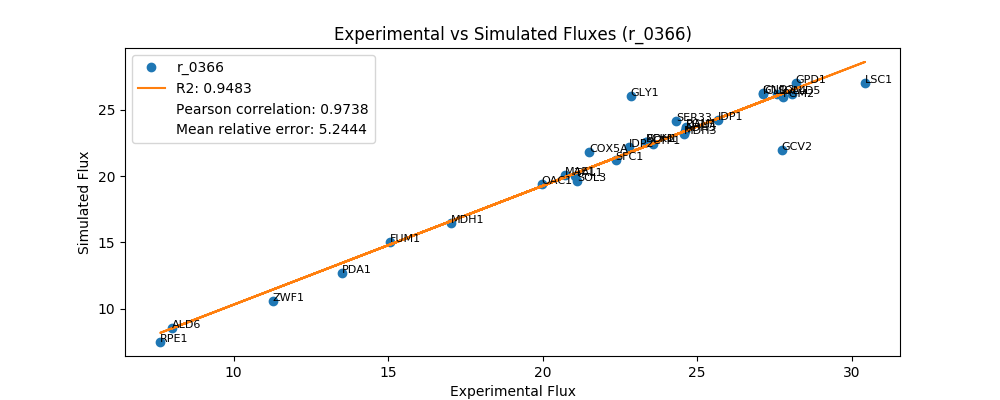 Experimental vs Simulated Fluxes (r_0366)
r_0366
R2: 0.9483
Pearson correlation: 0.9738
Mean relative error: 5.2444
GPD1
LSC1
GLY1
SER33
IDP1
COX5A
GCV2
SFC1
OAC1
SOL3
MDH3
MDH1
FUM1
PDA1
ZWF1
ALD6
RPE1
25
20
15
10
Simulated Flux
10
15
20
25
30
Experimental Flux